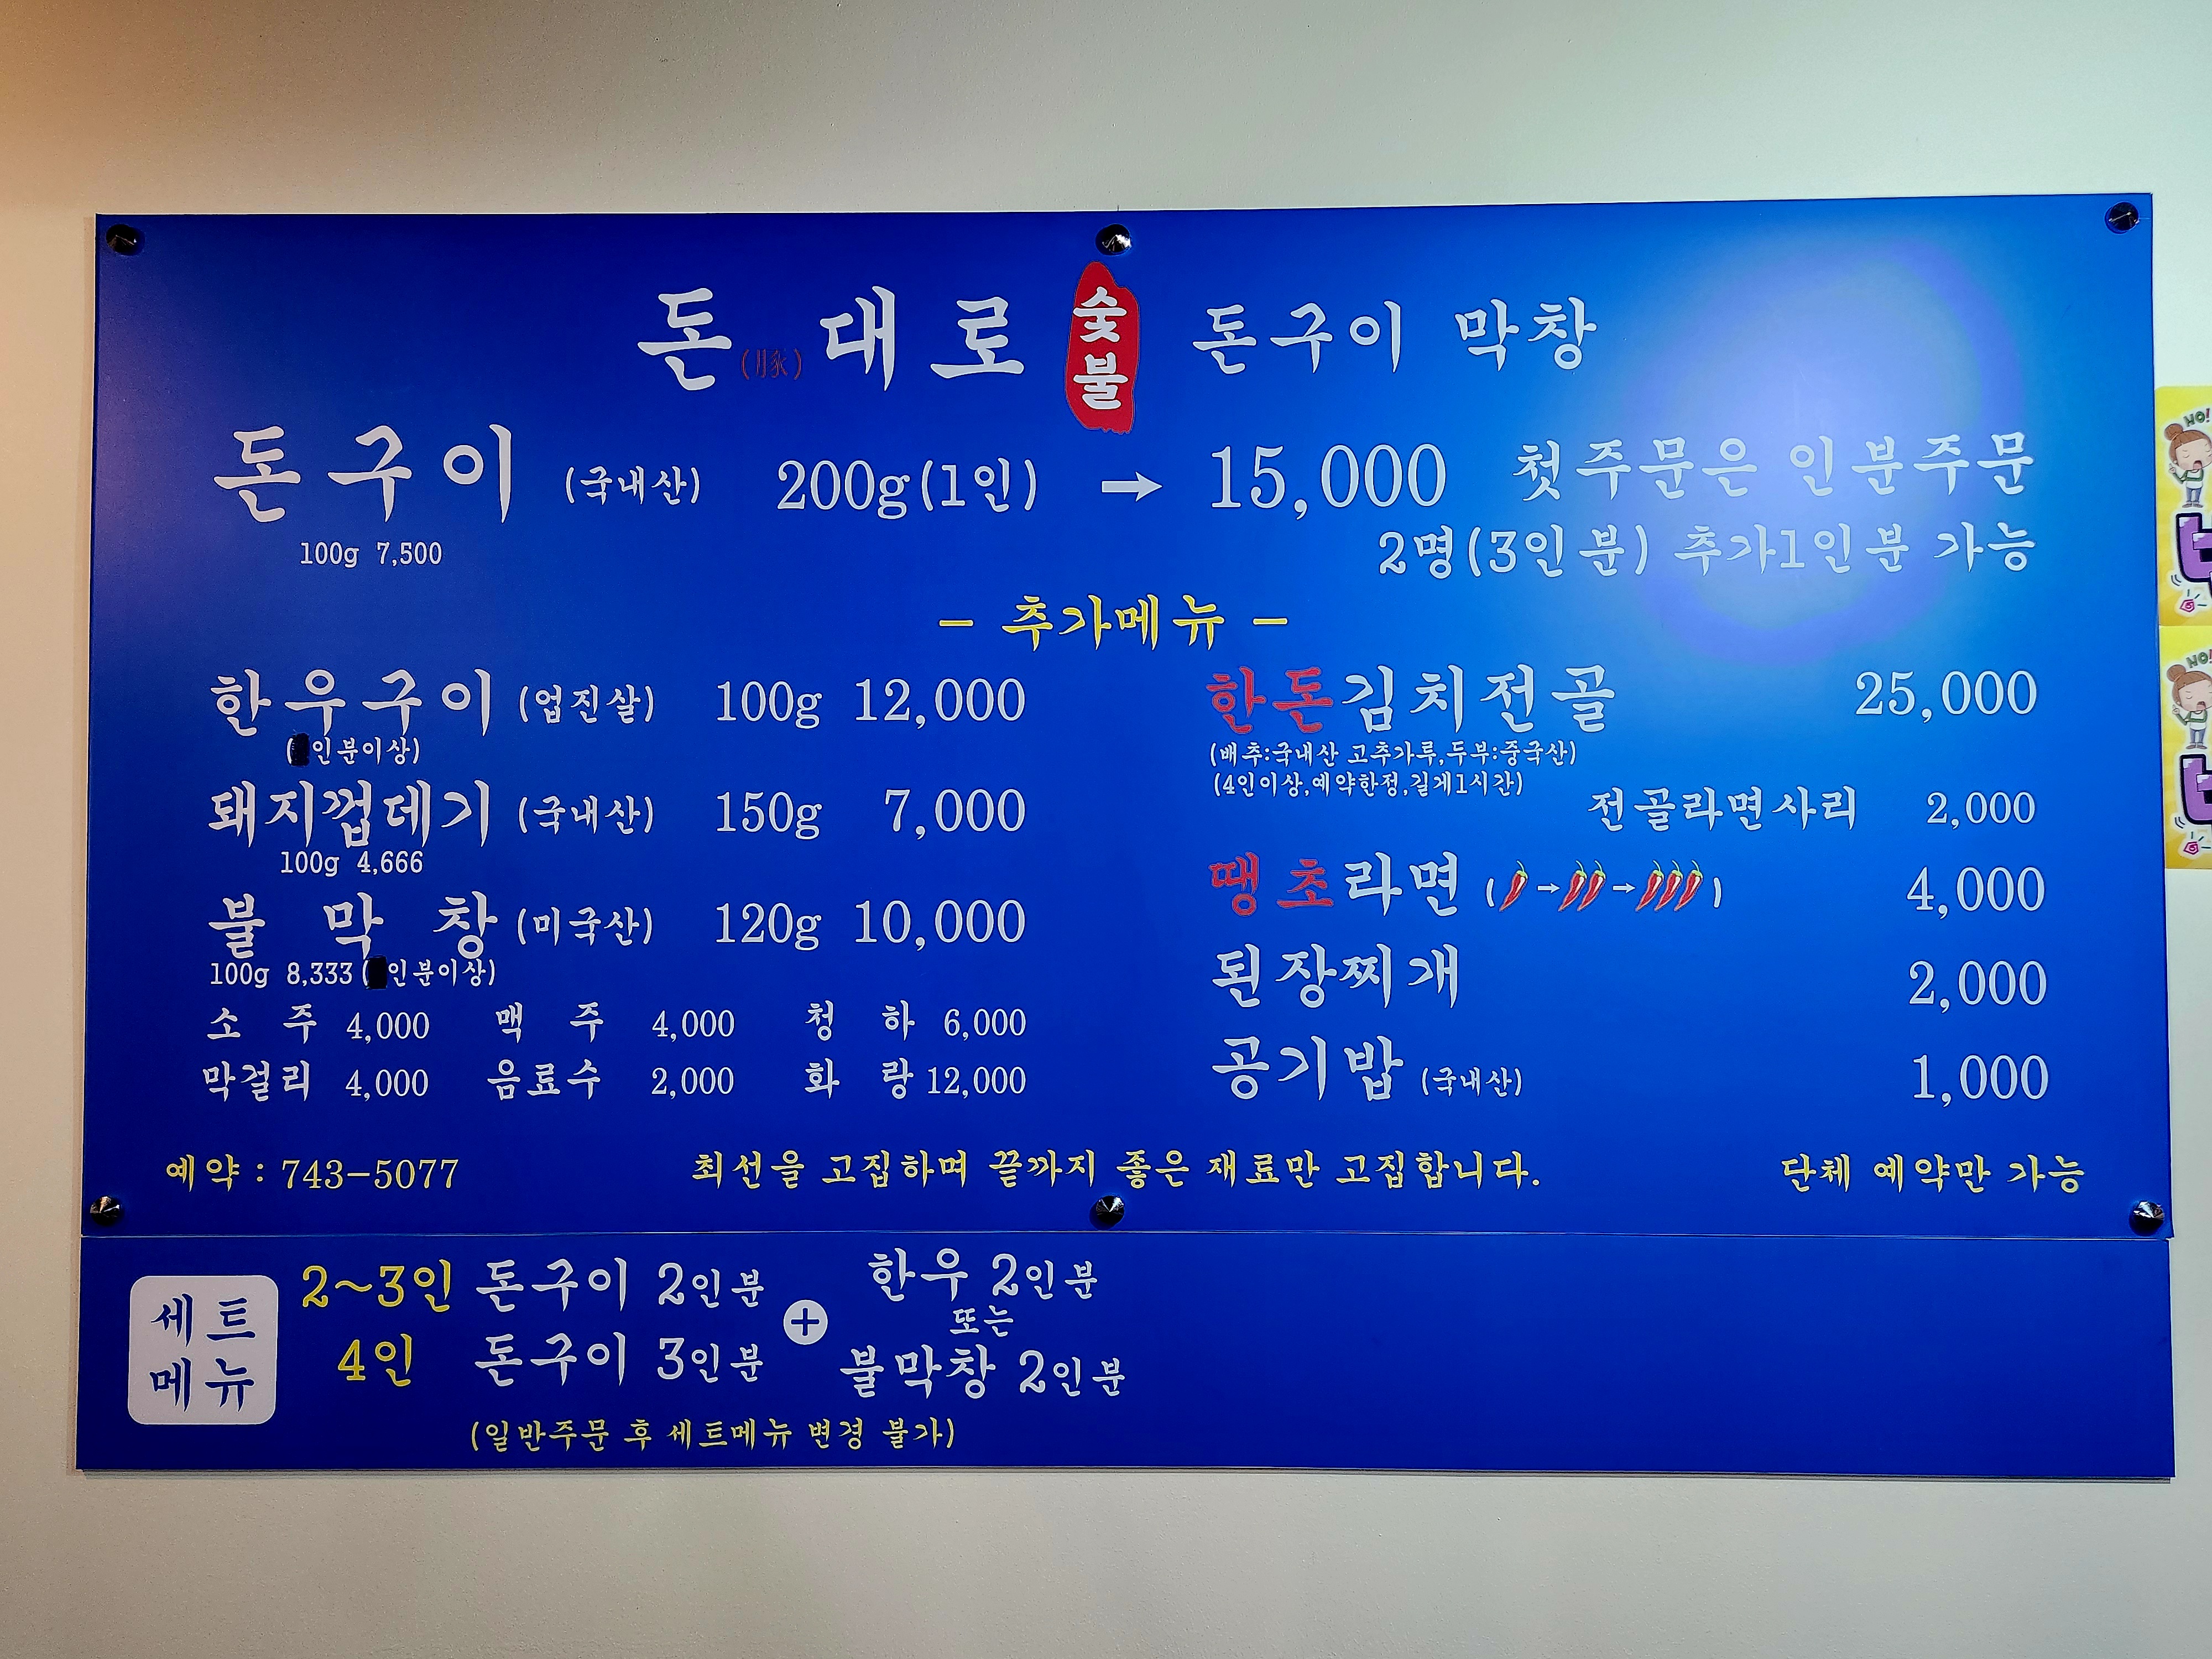 돈(豚)대로 숯불 돈구이 막창
돈구이 (국내산) 200g(1인) → 15,000 첫주문은 인분주문
100g 7,500
2명(3인분) 추가1인분 가능
- 추가메뉴 -
한우구이 (업진살) 100g 12,000
(인분이상)
돼지껍데기 (국내산) 150g 7,000
100g 4,666
불막창 (미국산) 120g 10,000
100g 8,333 (인분이상)
소주 4,000 맥주 4,000 청하 6,000
막걸리 4,000 음료수 2,000 화랑 12,000
한돈김치전골 25,000
(배추:국내산 고추가루,두부:중국산)
(4인이상,예약한정,길게1시간)
전골라면사리 2,000
땡초라면 ( → → ) 4,000
된장찌개 2,000
공기밥 (국내산) 1,000
예약 : 743-5077 최선을 고집하며 끝까지 좋은 재료만 고집합니다. 단체 예약만 가능
세트메뉴
2~3인 돈구이 2인분
4인 돈구이 3인분
+
한우 2인분
또는
불막창 2인분
(일반주문 후 세트메뉴 변경 불가)
NO!
NO!